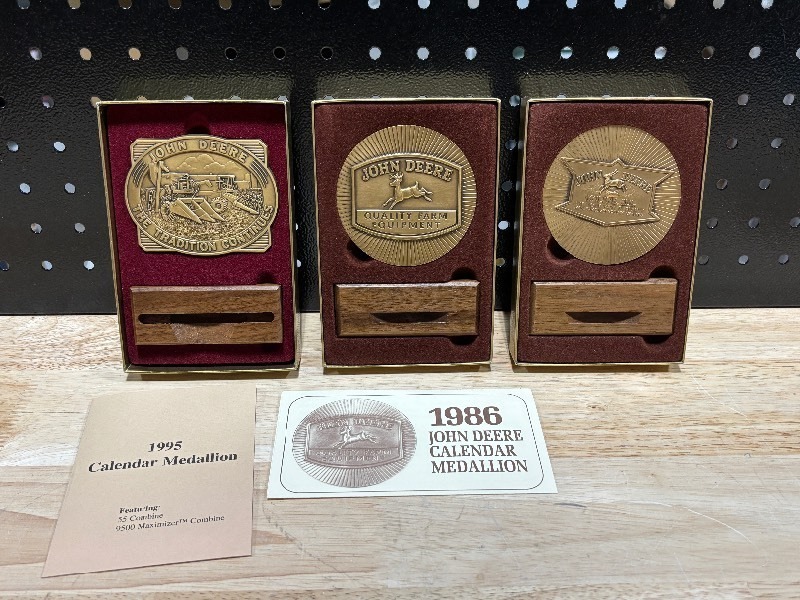 JOHN DEERE
THE TRADITION CONTINUES
JOHN DEERE
QUALITY FARM
EQUIPMENT
JOHN DEERE
1995
Calendar Medallion
Featuring:
55 Combine
9500 Maximizer™ Combine
1986
JOHN DEERE
CALENDAR
MEDALLION